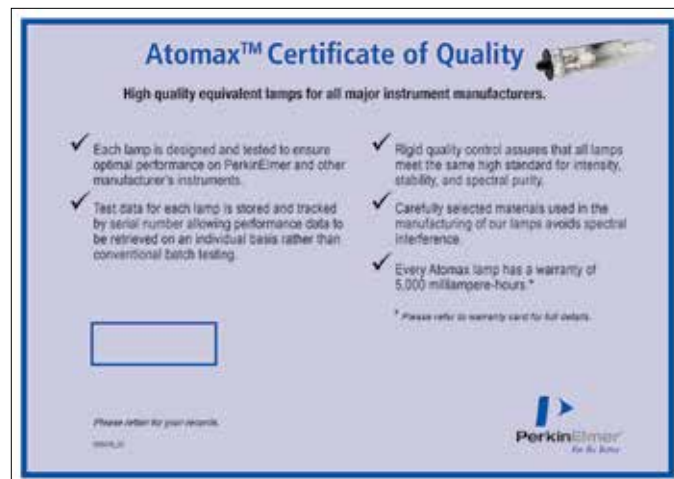 Atomax™ Certificate of Quality
High quality equivalent lamps for all major instrument manufacturers.
Each lamp is designed and tested to ensure
optimal performance on PerkinElmer and other
manufacturer's instruments.
Test data for each lamp is stored and tracked
by serial number allowing performance data to
be retrieved on an individual basis rather than
conventional batch testing.
Rigid quality control assures that all lamps
meet the same high standard for intensity,
stability, and spectral purity.
Carefully selected materials used in the
manufacturing of our lamps avoids spectral
interference.
Every Atomax lamp has a warranty of
5,000 milliampere-hours.*
* Please refer to warranty card for full details.
Please retain for your records.
PerkinElmer
For the Better